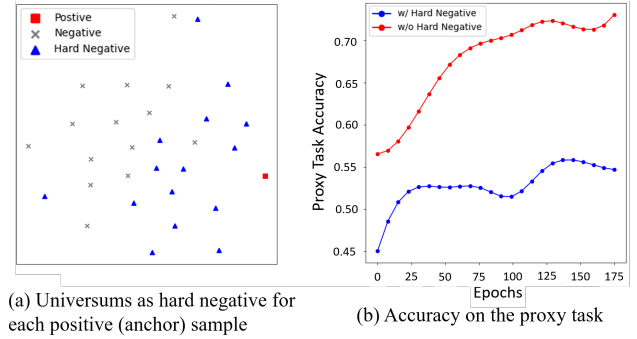 Postive
Negative
Hard Negative
(a) Universums as hard negative for
each positive (anchor) sample
w/ Hard Negative
w/o Hard Negative
Proxy Task Accuracy
0.70
0.65
0.60
0.55
0.50
0.45
0 25 50 75 100 125 150 175
Epochs
(b) Accuracy on the proxy task